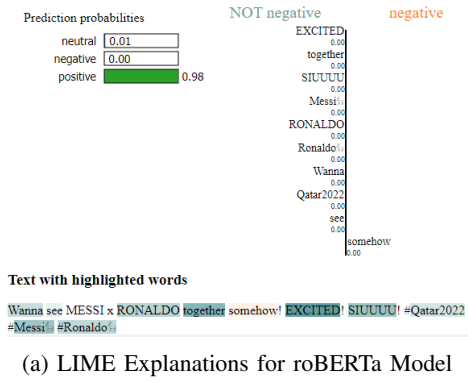 Prediction probabilities
neutral 0.01
negative 0.00
positive 0.98
NOT negative negative
EXCITED
0.00
together
0.00
SIUUUU
0.00
Messi
0.00
RONALDO
0.00
Ronaldo
0.00
Wanna
0.00
Qatar2022
0.00
see
0.00
somehow
0.00
Text with highlighted words
Wanna see MESSI x RONALDO together somehow! EXCITED! SIUUUU! #Qatar2022
#Messi #Ronaldo
(a) LIME Explanations for roBERTa Model